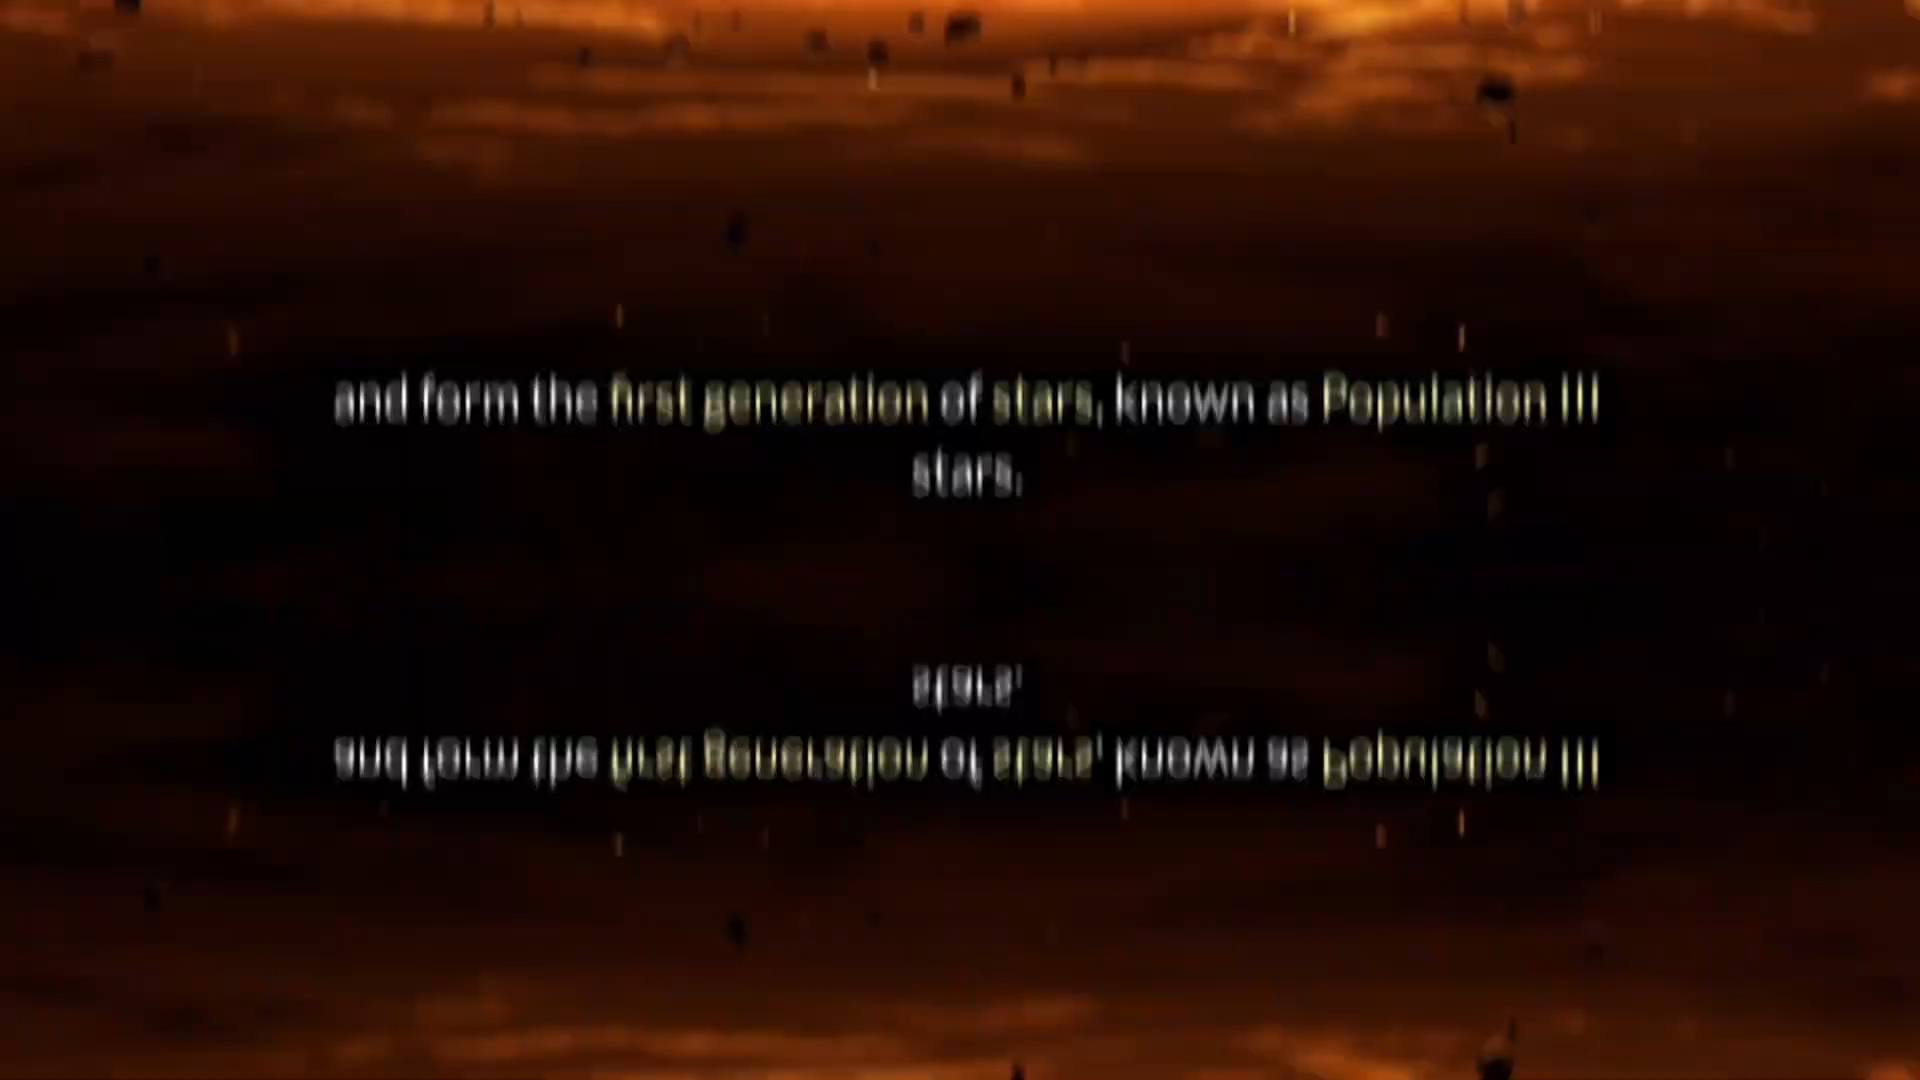 and form the first generation of stars, known as Population III
stars.